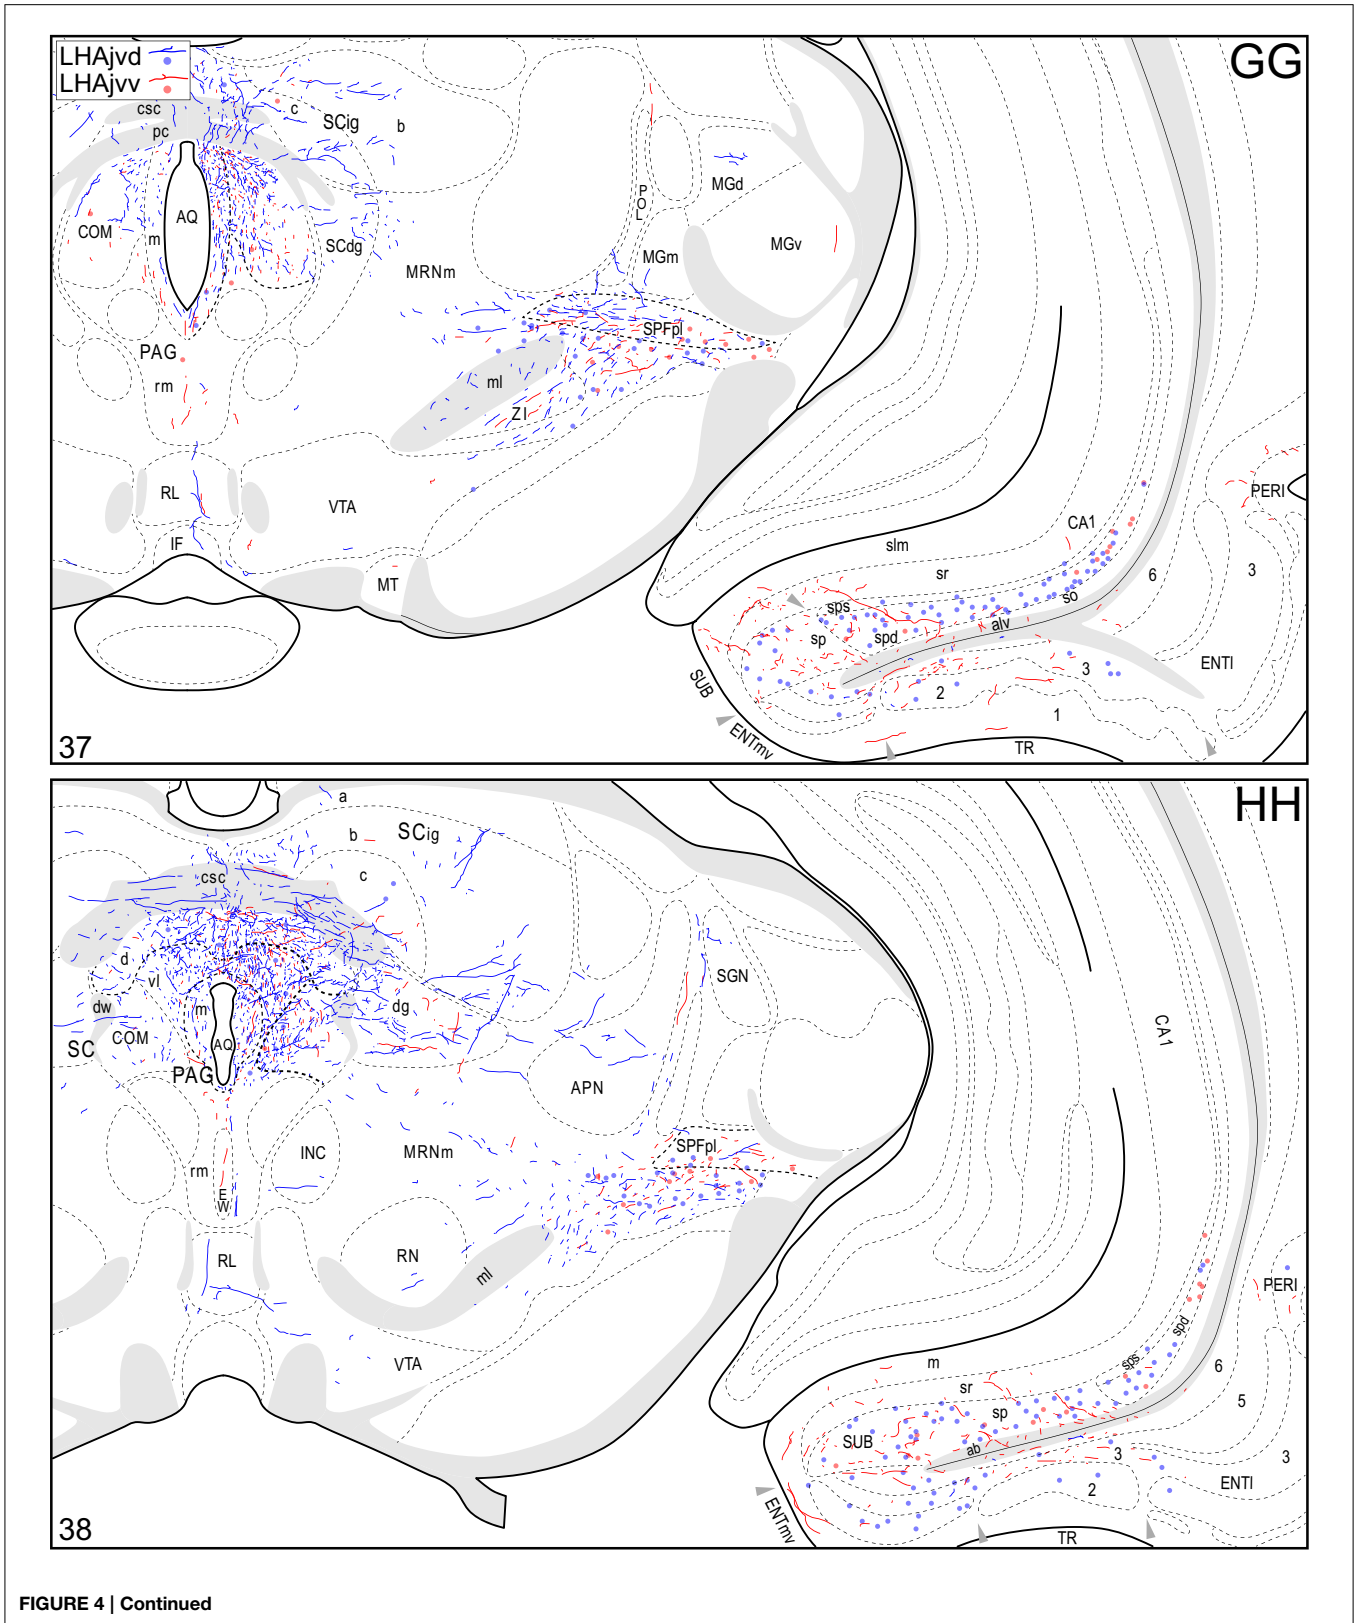 LHAjvd
LHAjvv
GG
csc
c
SCig
b
pc
MGd
POL
AQ
COM
m
SCdg
MGv
MGm
MRNm
SPFpl
PAG
rm
ml
ZI
RL
VTA
PERI
CA1
IF
slm
MT
sr
6
3
so
sps
alv
sp
spd
ENTl
3
SUB
2
1
ENTmv
TR
37
HH
a
b
SCig
csc
c
d
vl
SGN
dw
m
dg
COM
AQ
SC
CA1
PAG
APN
SPFpl
INC
MRNm
rm
EW
RL
RN
ml
PERI
spd
VTA
m
sps
6
sr
5
sp
SUB
ab
3
3
2
ENTl
ENTmv
38
TR
FIGURE 4 | Continued